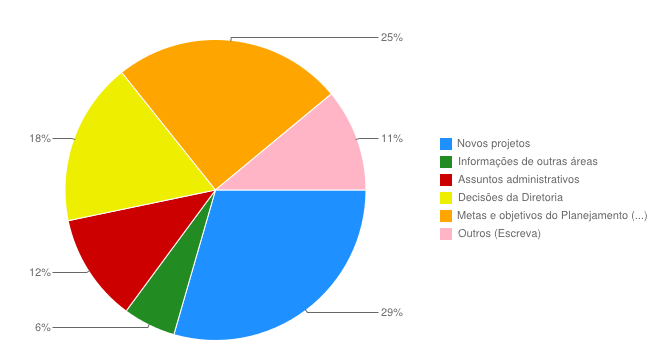 25%
18%
11%
12%
29%
6%
Novos projetos
Informações de outras áreas
Assuntos administrativos
Decisões da Diretoria
Metas e objetivos do Planejamento (...)
Outros (Escreva)